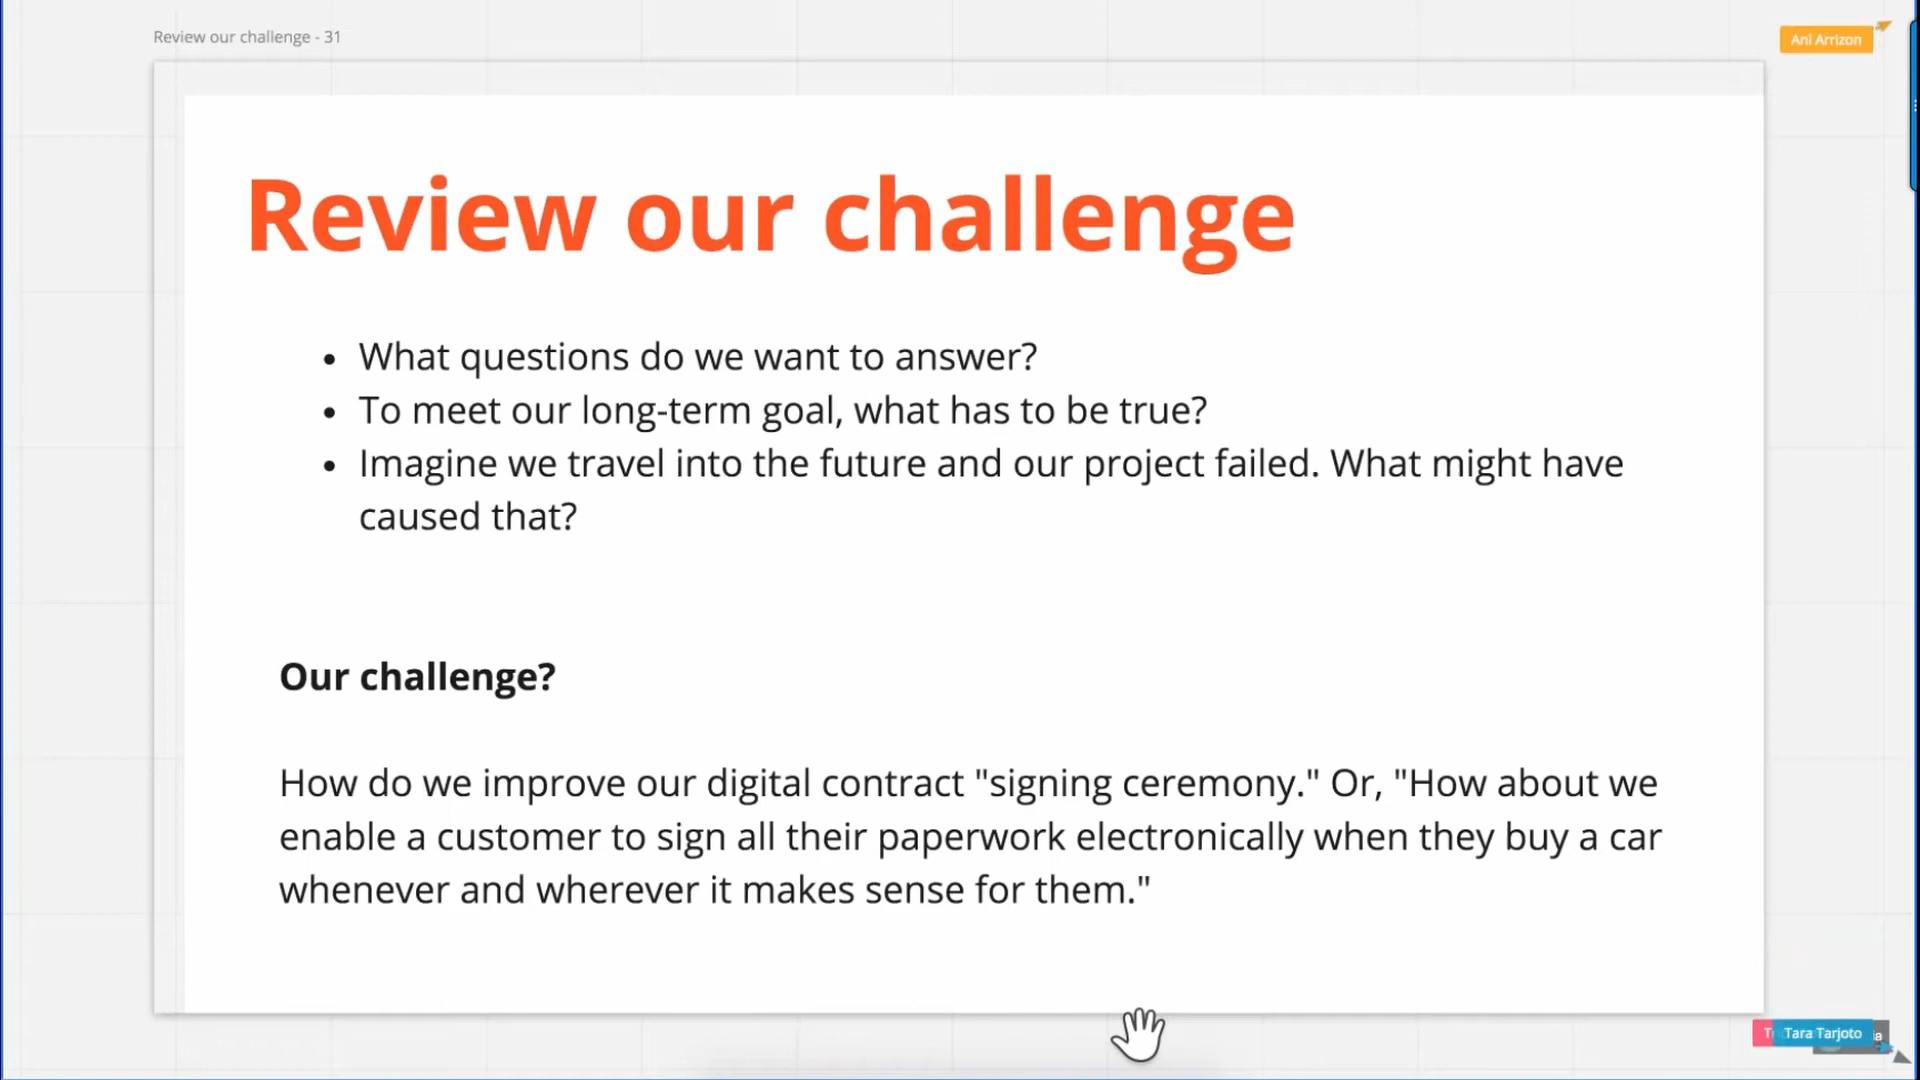 Review our challenge - 31
Ani Arrizon
Review our challenge
• What questions do we want to answer?
• To meet our long-term goal, what has to be true?
• Imagine we travel into the future and our project failed. What might have
caused that?
Our challenge?
How do we improve our digital contract "signing ceremony." Or, "How about we
enable a customer to sign all their paperwork electronically when they buy a car
whenever and wherever it makes sense for them."
Tara Tarjoto